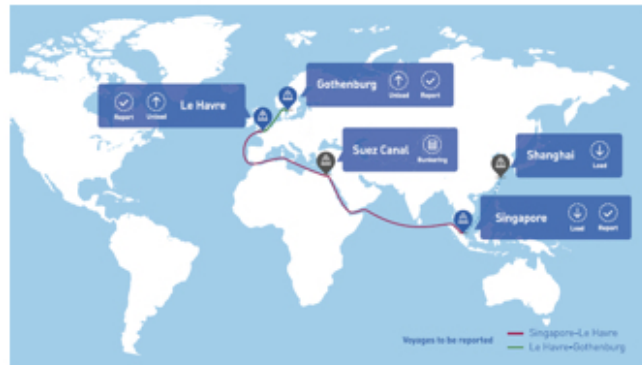 Gothenburg
Unload
Report
Le Havre
Report
Unload
Suez Canal
Bunkering
Shanghai
Load
Singapore
Load
Report
Voyages to be reported
Singapore-Le Havre
Le Havre-Gothenburg